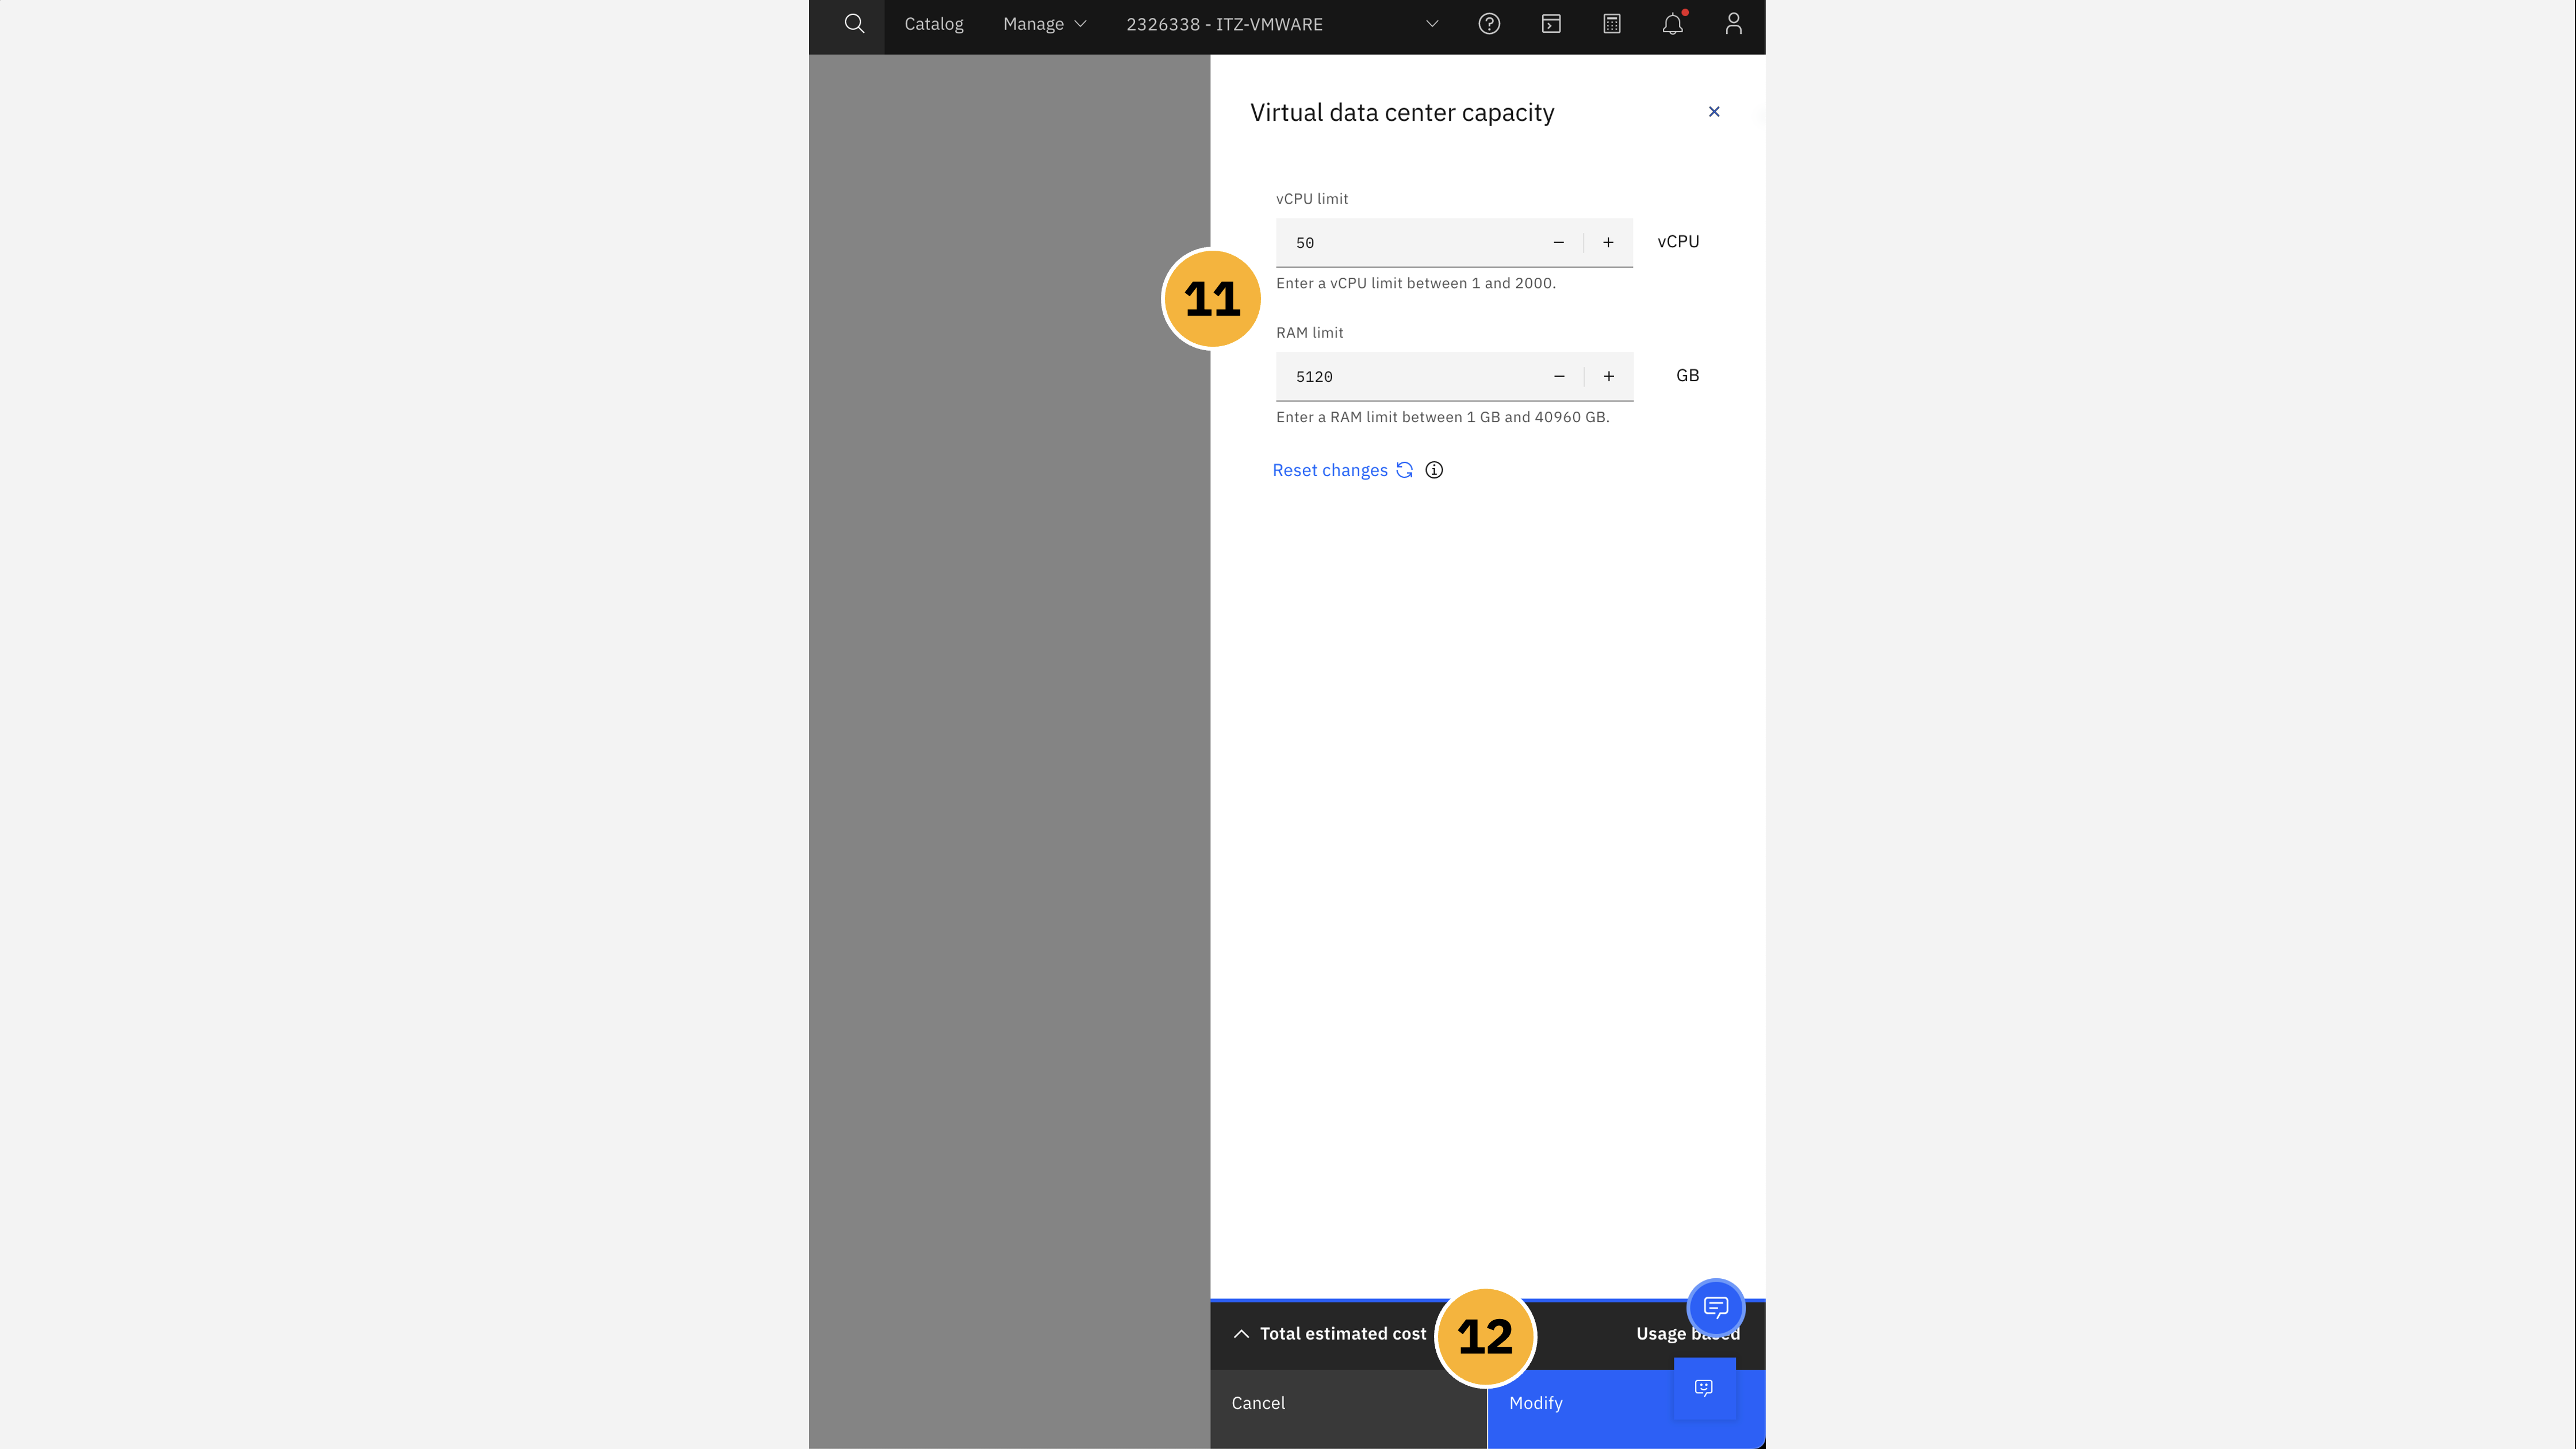 Catalog Manage 2326338 - ITZ-VMWARE
Virtual data center capacity
vCPU limit
50 vCPU
Enter a vCPU limit between 1 and 2000.
11
RAM limit
5120 GB
Enter a RAM limit between 1 GB and 40960 GB.
Reset changes
Total estimated cost 12 Usage based
Cancel Modify